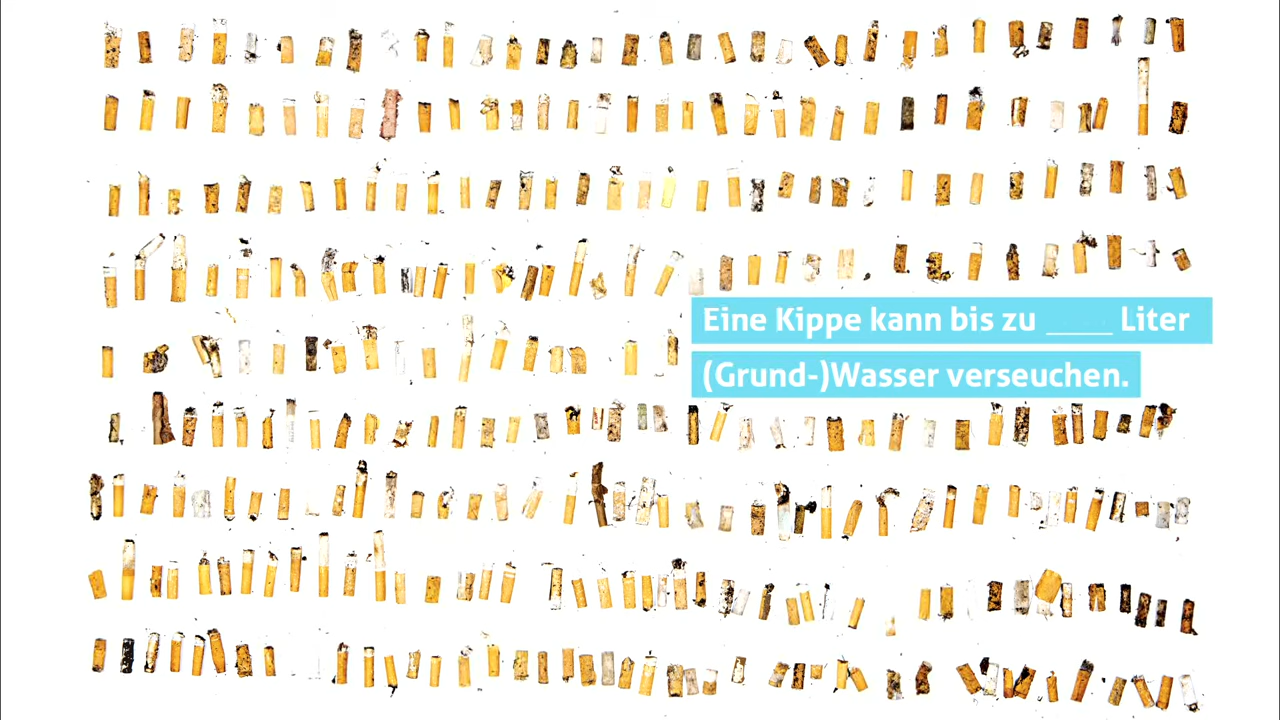 Eine Kippe kann bis zu ____ Liter
(Grund-)Wasser verseuchen.